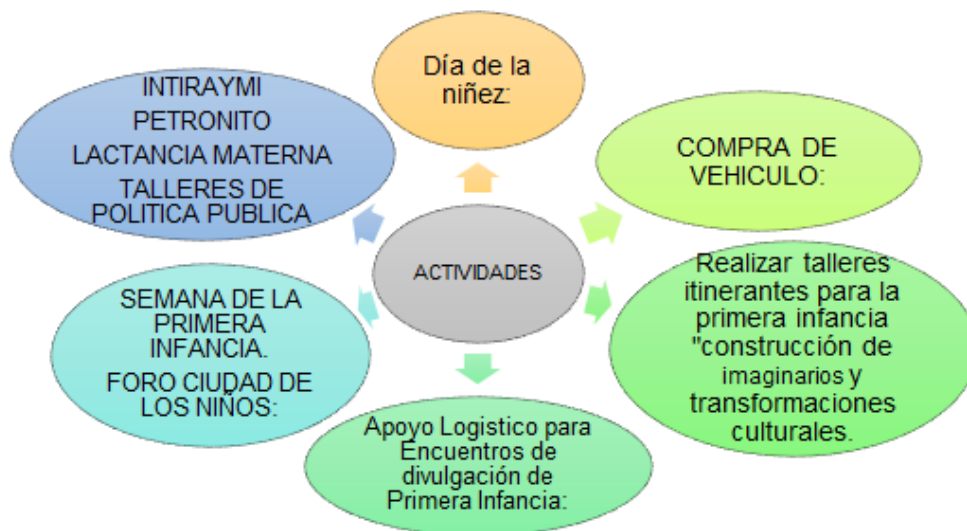 Día de la
niñez:
COMPRA DE
VEHICULO:
Realizar talleres
itinerantes para la
primera infancia
"construcción de
imaginarios y
transformaciones
culturales.
Apoyo Logistico para
Encuentros de
divulgación de
Primera Infancia:
SEMANA DE LA
PRIMERA
INFANCIA.
FORO CIUDAD DE
LOS NIÑOS:
INTIRAYMI
PETRONITO
LACTANCIA MATERNA
TALLERES DE
POLITICA PUBLICA
ACTIVIDADES